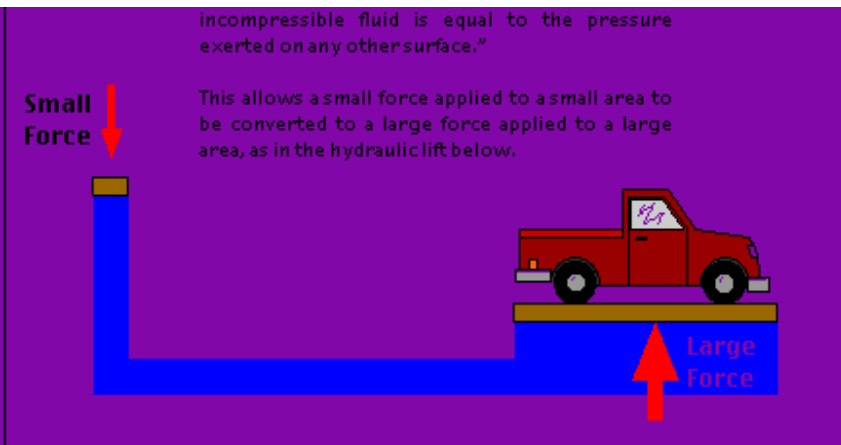 incompressible fluid is equal to the pressure
exerted on any other surface.”
This allows a small force applied to a small area to
be converted to a large force applied to a large
area, as in the hydraulic lift below.
Small
Force
Large
Force